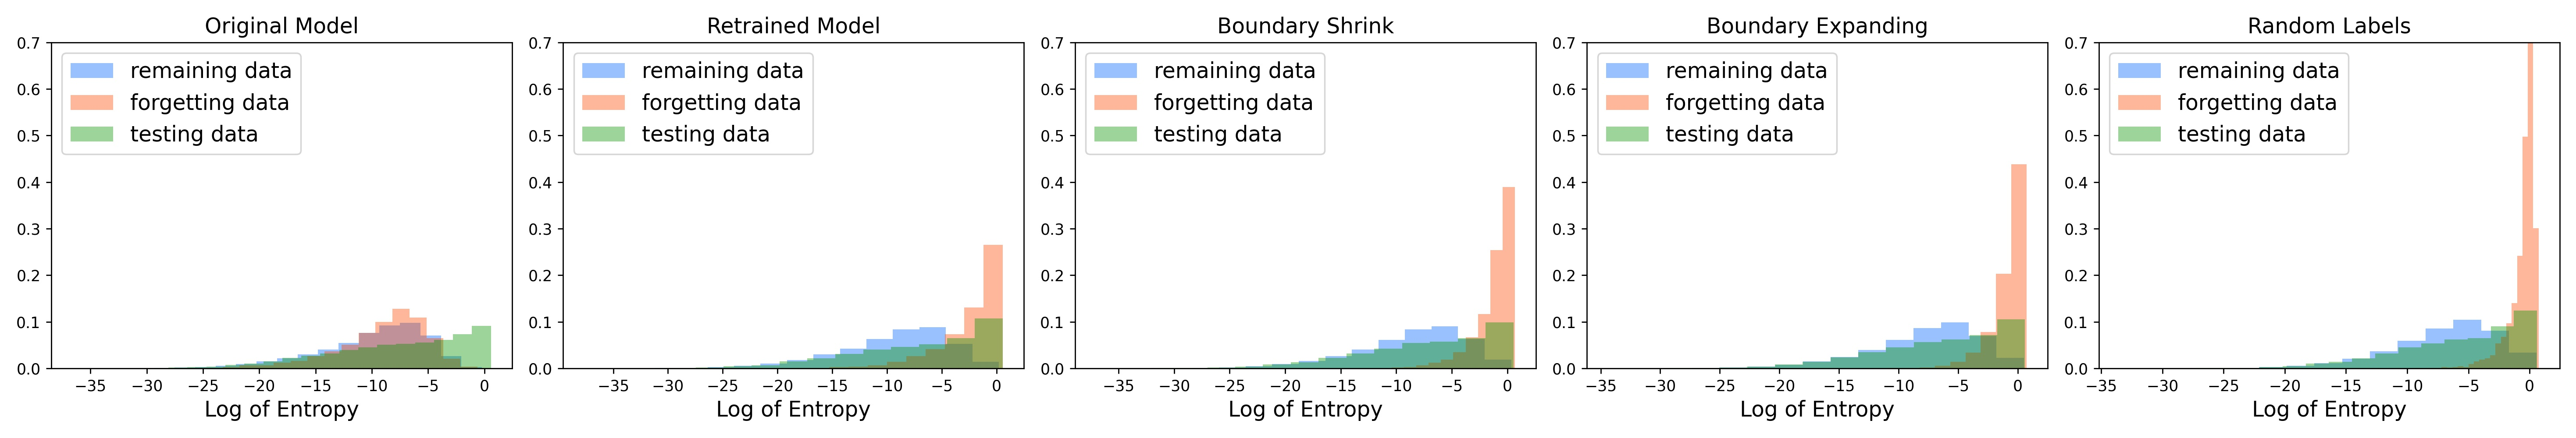 Original Model
0.7
0.6
0.5
0.4
0.3
0.2
0.1
0.0
remaining data
forgetting data
testing data
−35 −30 −25 −20 −15 −10 −5 0
Log of Entropy
Retrained Model
0.7
0.6
0.5
0.4
0.3
0.2
0.1
0.0
remaining data
forgetting data
testing data
−35 −30 −25 −20 −15 −10 −5 0
Log of Entropy
Boundary Shrink
0.7
0.6
0.5
0.4
0.3
0.2
0.1
0.0
remaining data
forgetting data
testing data
−35 −30 −25 −20 −15 −10 −5 0
Log of Entropy
Boundary Expanding
0.7
0.6
0.5
0.4
0.3
0.2
0.1
0.0
remaining data
forgetting data
testing data
−35 −30 −25 −20 −15 −10 −5 0
Log of Entropy
Random Labels
0.7
0.6
0.5
0.4
0.3
0.2
0.1
0.0
remaining data
forgetting data
testing data
−35 −30 −25 −20 −15 −10 −5 0
Log of Entropy